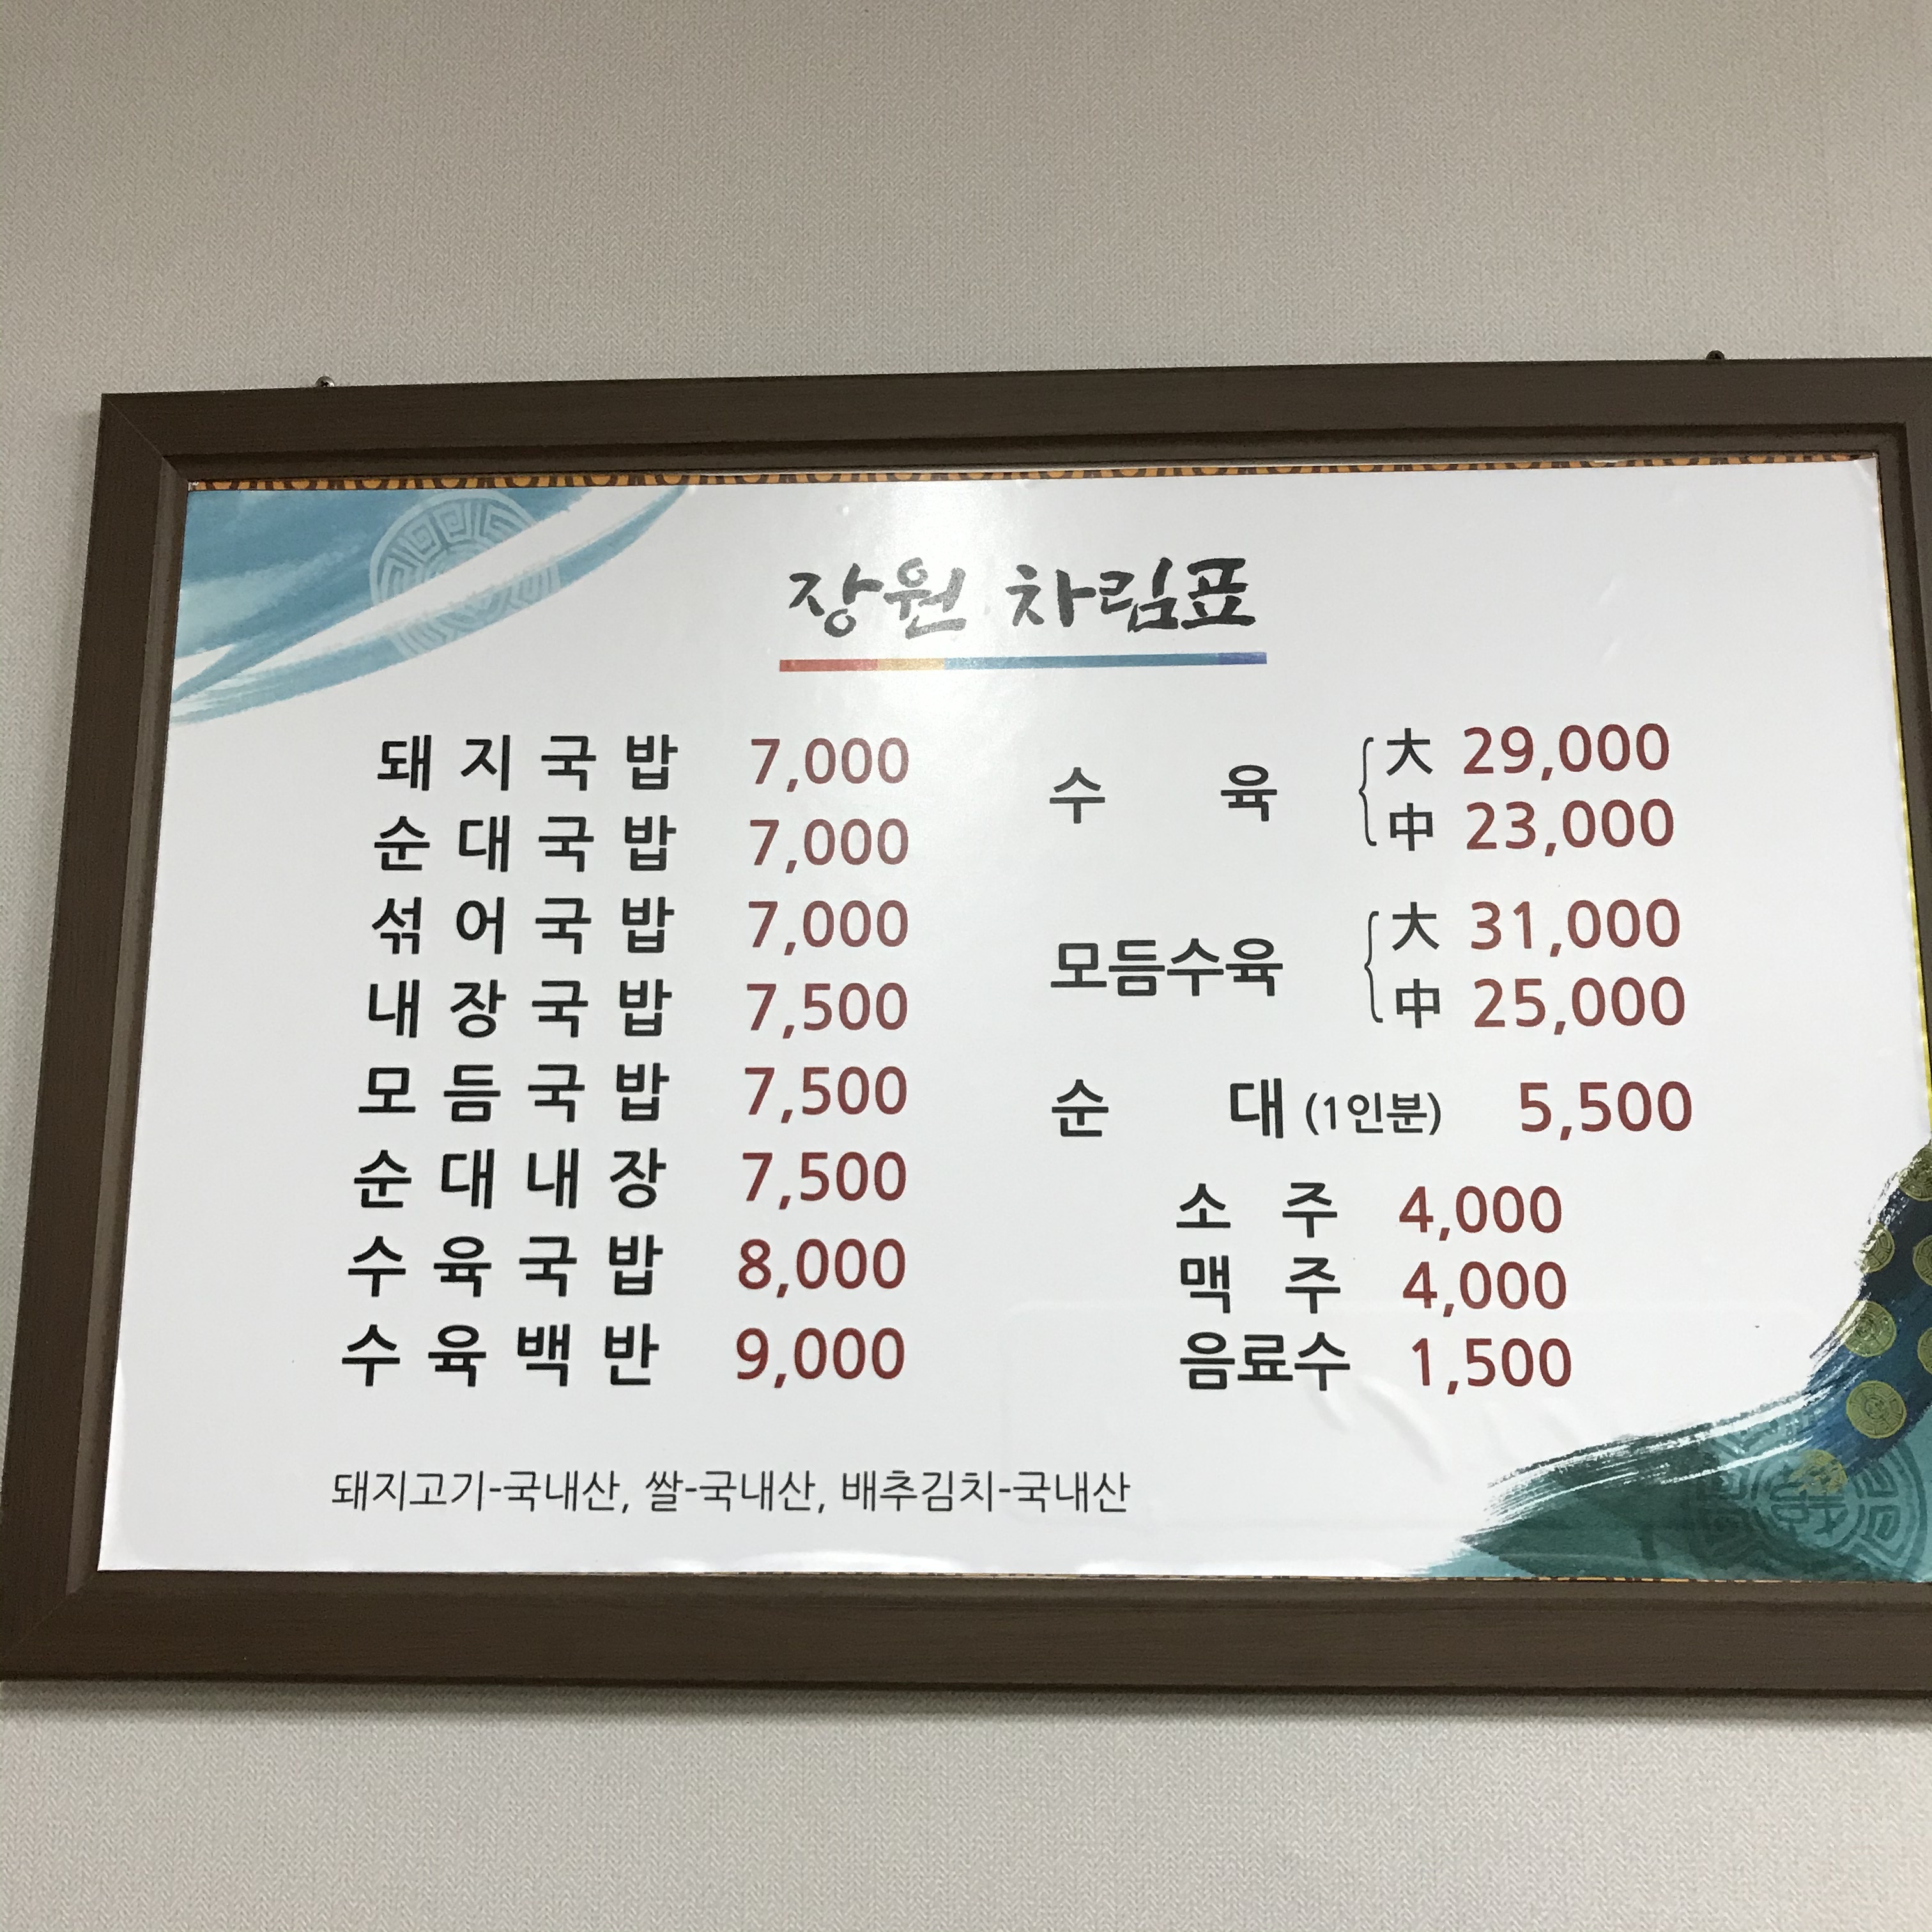 장원 차림표
돼지국밥 7,000
순대국밥 7,000
섞어국밥 7,000
내장국밥 7,500
모듬국밥 7,500
순대내장 7,500
수육국밥 8,000
수육백반 9,000
수육 大 29,000
中 23,000
모듬수육 大 31,000
中 25,000
순대 (1인분) 5,500
소주 4,000
맥주 4,000
음료수 1,500
돼지고기-국내산, 쌀-국내산, 배추김치-국내산